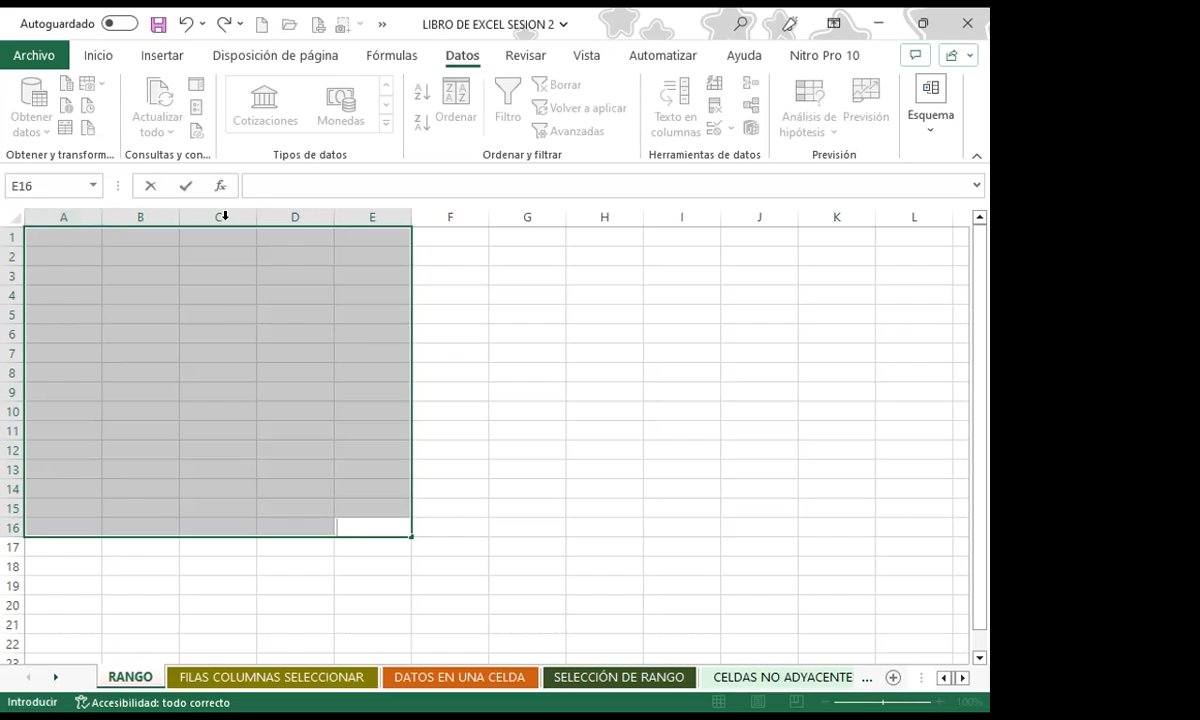 Autoguardado
LIBRO DE EXCEL SESION 2
Archivo Inicio Insertar Disposición de página Fórmulas Datos Revisar Vista Automatizar Ayuda Nitro Pro 10
Obtener datos
Actualizar todo
Cotizaciones
Monedas
Ordenar
Filtro
Borrar
Volver a aplicar
Avanzadas
Texto en columnas
Análisis de hipótesis
Previsión
Esquema
Obtener y transform... Consultas y con... Tipos de datos Ordenar y filtrar Herramientas de datos Previsión
E16
fx
A B C D E F G H I J K L
1
2
3
4
5
6
7
8
9
10
11
12
13
14
15
16
17
18
19
20
21
22
23
RANGO FILAS COLUMNAS SELECCIONAR DATOS EN UNA CELDA SELECCIÓN DE RANGO CELDAS NO ADYACENTE ...
Introducir Accesibilidad: todo correcto 100%